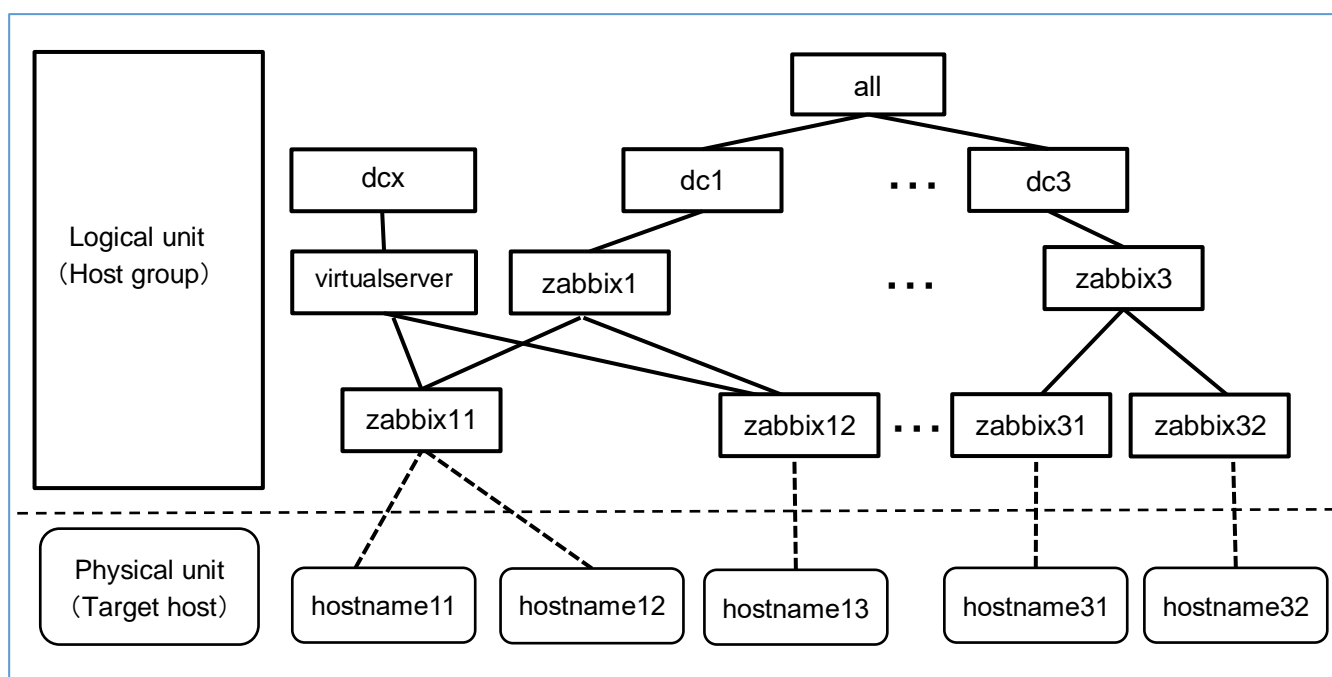 all
dcx
dc1
...
dc3
Logical unit
（Host group）
virtualserver
zabbix1
...
zabbix3
zabbix11
zabbix12
...
zabbix31
zabbix32
Physical unit
（Target host）
hostname11
hostname12
hostname13
hostname31
hostname32